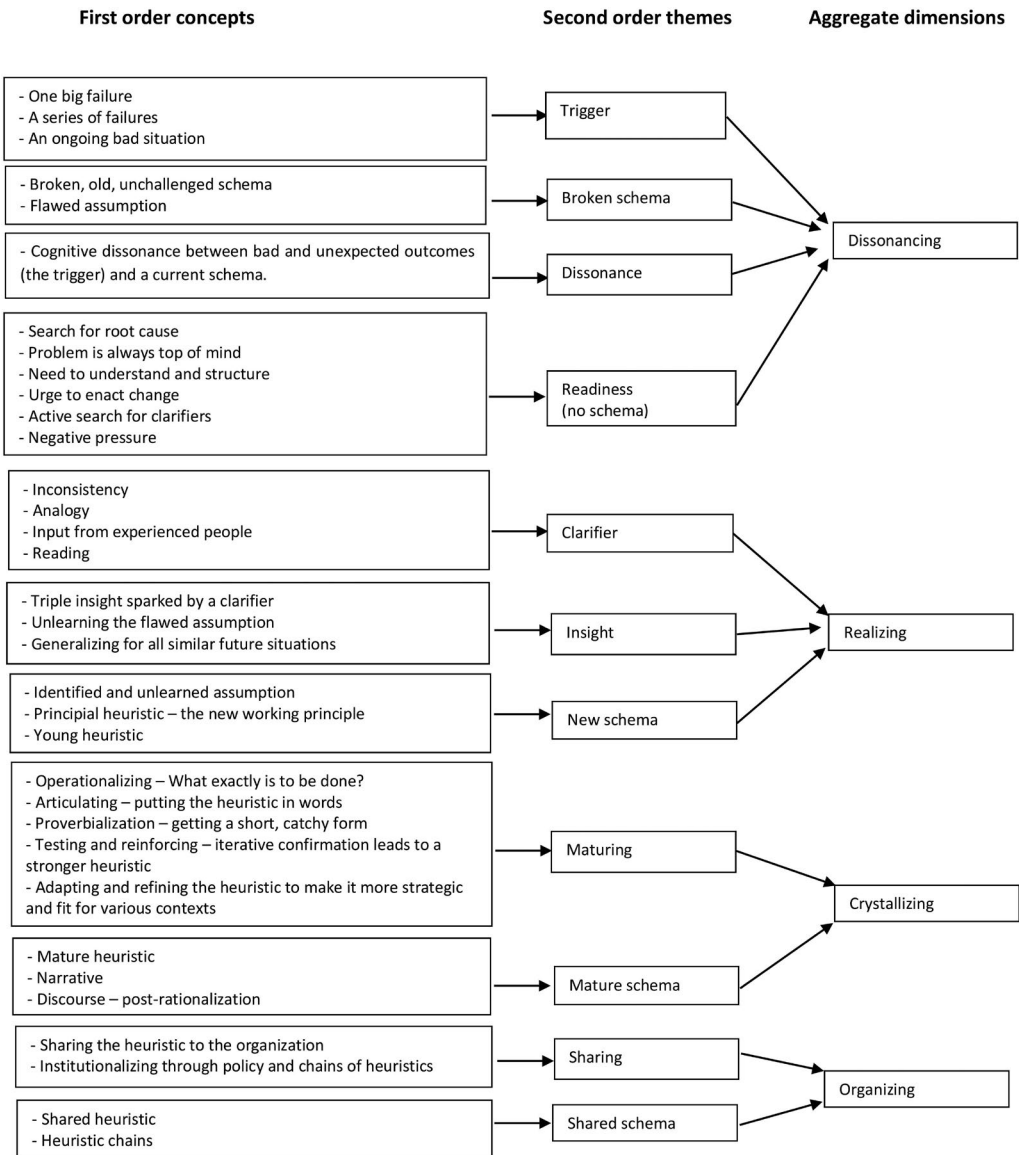 First order concepts
Second order themes
Aggregate dimensions
- One big failure
- A series of failures
- An ongoing bad situation
Trigger
- Broken, old, unchallenged schema
- Flawed assumption
Broken schema
Dissonancing
- Cognitive dissonance between bad and unexpected outcomes
(the trigger) and a current schema.
Dissonance
- Search for root cause
- Problem is always top of mind
- Need to understand and structure
- Urge to enact change
- Active search for clarifiers
- Negative pressure
Readiness
(no schema)
- Inconsistency
- Analogy
- Input from experienced people
- Reading
Clarifier
- Triple insight sparked by a clarifier
- Unlearning the flawed assumption
- Generalizing for all similar future situations
Insight
Realizing
- Identified and unlearned assumption
- Principial heuristic – the new working principle
- Young heuristic
New schema
- Operationalizing – What exactly is to be done?
- Articulating – putting the heuristic in words
- Proverbialization – getting a short, catchy form
- Testing and reinforcing – iterative confirmation leads to a
stronger heuristic
- Adapting and refining the heuristic to make it more strategic
and fit for various contexts
Maturing
Crystallizing
- Mature heuristic
- Narrative
- Discourse – post-rationalization
Mature schema
- Sharing the heuristic to the organization
- Institutionalizing through policy and chains of heuristics
Sharing
Organizing
- Shared heuristic
- Heuristic chains
Shared schema